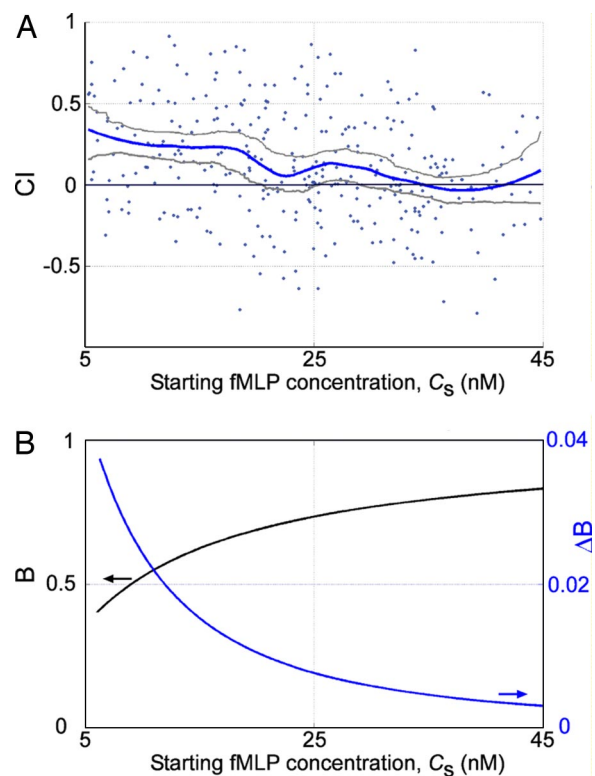 A
1
0.5
CI
0
-0.5
5
25
45
Starting fMLP concentration, Cs (nM)
B
1
0.04
B
0.5
0.02
ΔB
0
0
5
25
45
Starting fMLP concentration, Cs (nM)